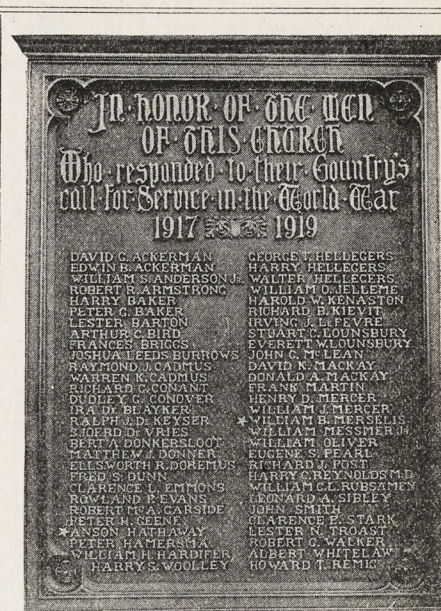 IN·HONOR·OF·THE MEN
OF·THIS CHURCH
Who·responded·to·their·Country's
call·for·Service·in·the·World·War
1917 1919
DAVID G. ACKERMAN
EDWIN B. ACKERMAN
WILLIAM S. ANDERSON Jr.
ROBERT R. ARMSTRONG
HARRY BAKER
PETER G. BAKER
LESTER BARTON
ARTHUR C. BIRD
FRANCES BRIGGS
JOSHUA LEEDS BURROWS
RAYMOND J. CADMUS
WARREN K. CADMUS
RICHARD G. CONANT
DUDLEY G. CONOVER
IRA De BLAYKER
RALPH J. De KEYSER
SJOERD De VRIES
BERT A. DONKERSLOOT
MATTHEW J. DONNER
ELLSWORTH R. DOREMUS
FRED S. DUNN
CLARENCE L. EMMONS
ROWLAND P. EVANS
ROBERT Mc A. GARSIDE
PETER H. GEENE
★ANSON HATHAWAY
PETER HAMERSMA
WILLIAM H. HARDIFER
HARRY S. WOOLLEY
GEORGE T. HELLEGERS
HARRY HELLEGERS
WALTER HELLEGERS
WILLIAM O. JELLEME
HAROLD W. KENASTON
RICHARD B. KIEVIT
IRVING J. LeFEVRE
STUART C. LOUNSBURY
EVERETT W. LOUNSBURY
JOHN C. McLEAN
DAVID K. MACKAY
DONALD A. MACKAY
FRANK MARTIN
HENRY D. MERCER
WILLIAM J. MERCER
★WILLIAM B. MERSELIS
WILLIAM MESSMER Jr.
WILLIAM OLIVER
EUGENE S. PEARL
RICHARD J. POST
HARRY G. REYNOLDS M.D.
WILLIAM C. L. RUBSAMEN
LEONARD A. SIBLEY
JOHN SMITH
CLARENCE E. STARK
LESTER N. TROAST
ROBERT G. WALKER
ALBERT WHITELAW
HOWARD T. REMIG